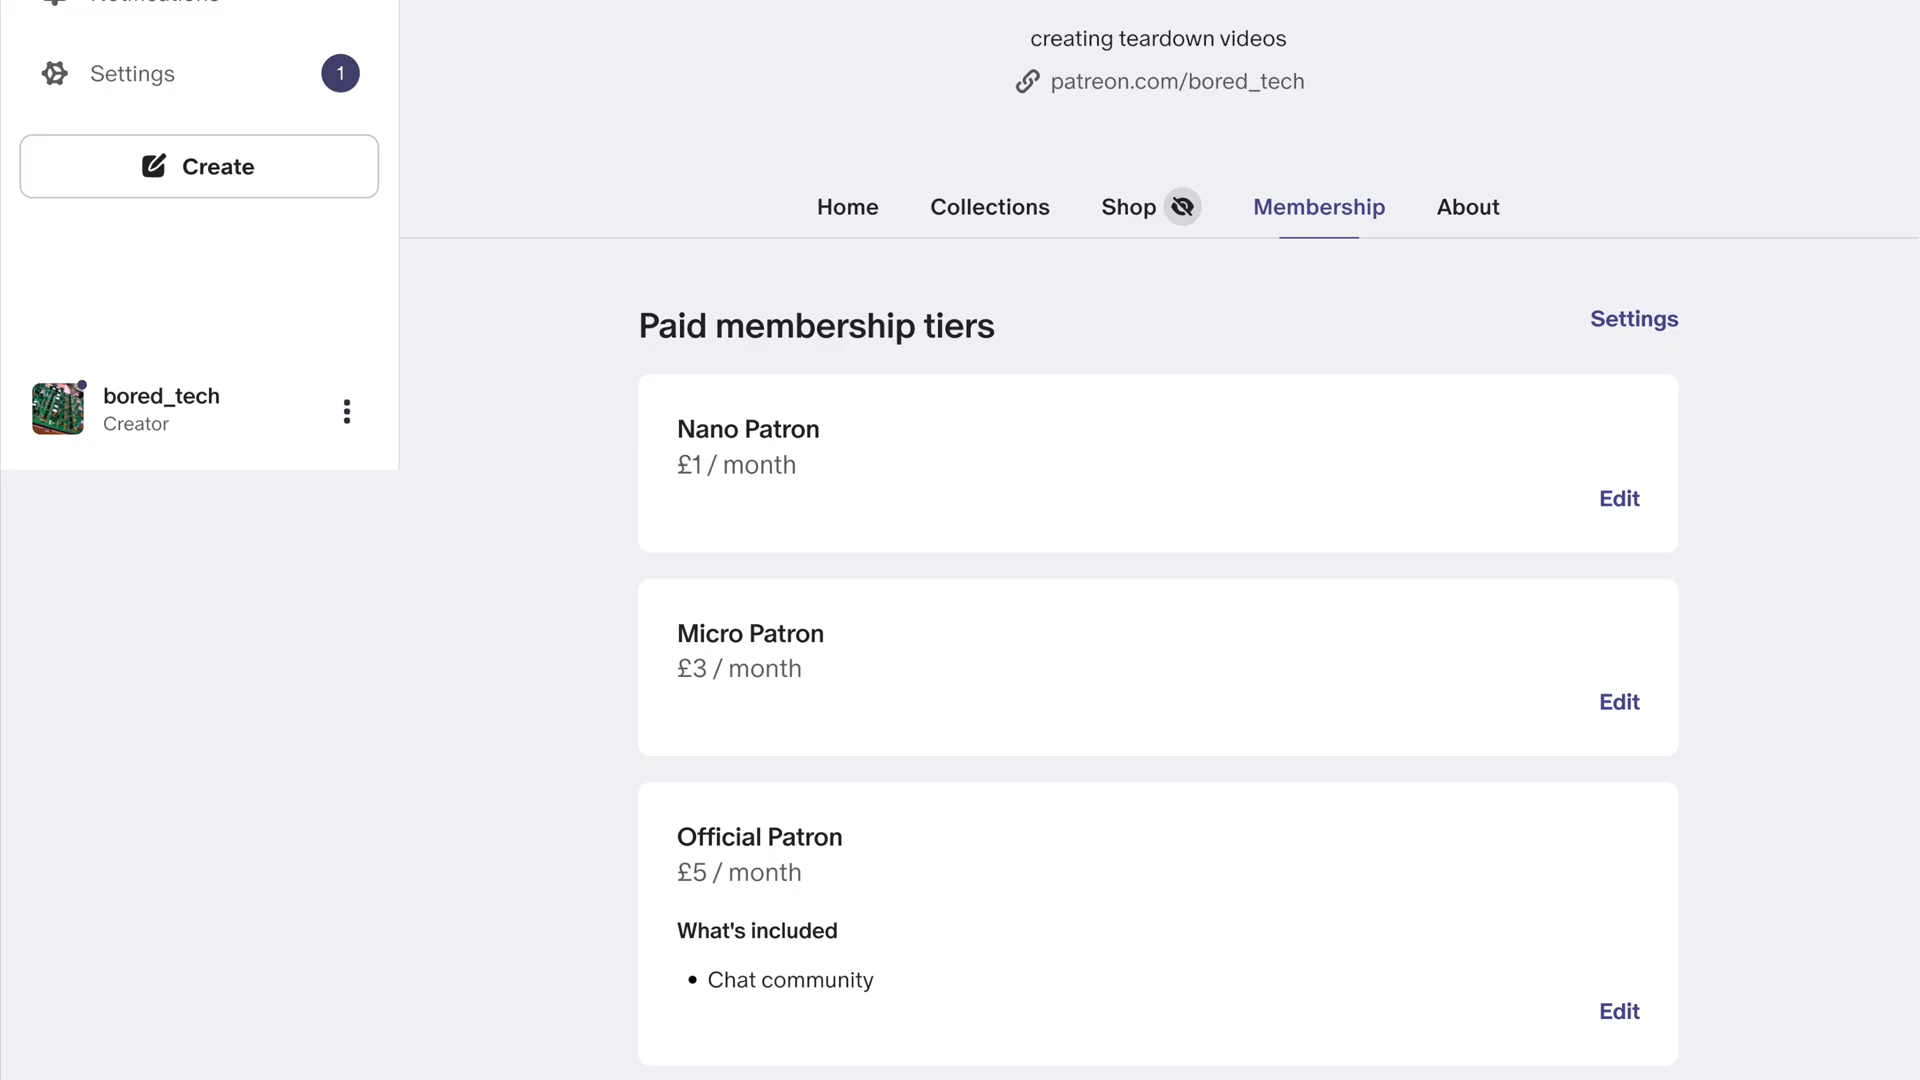 Notifications
Settings
1
Create
bored_tech
Creator
creating teardown videos
patreon.com/bored_tech
Home
Collections
Shop
Membership
About
Paid membership tiers
Settings
Nano Patron
£1 / month
Edit
Micro Patron
£3 / month
Edit
Official Patron
£5 / month
What's included
• Chat community
Edit